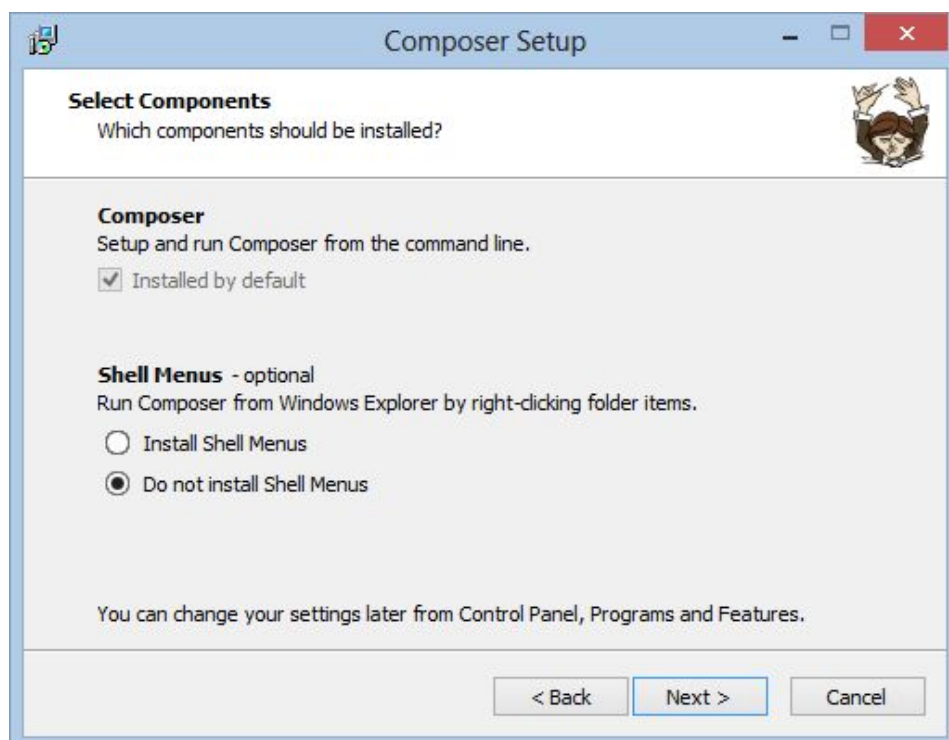 Composer Setup
Select Components
Which components should be installed?
Composer
Setup and run Composer from the command line.
Installed by default
Shell Menus - optional
Run Composer from Windows Explorer by right-clicking folder items.
Install Shell Menus
Do not install Shell Menus
You can change your settings later from Control Panel, Programs and Features.
< Back Next > Cancel